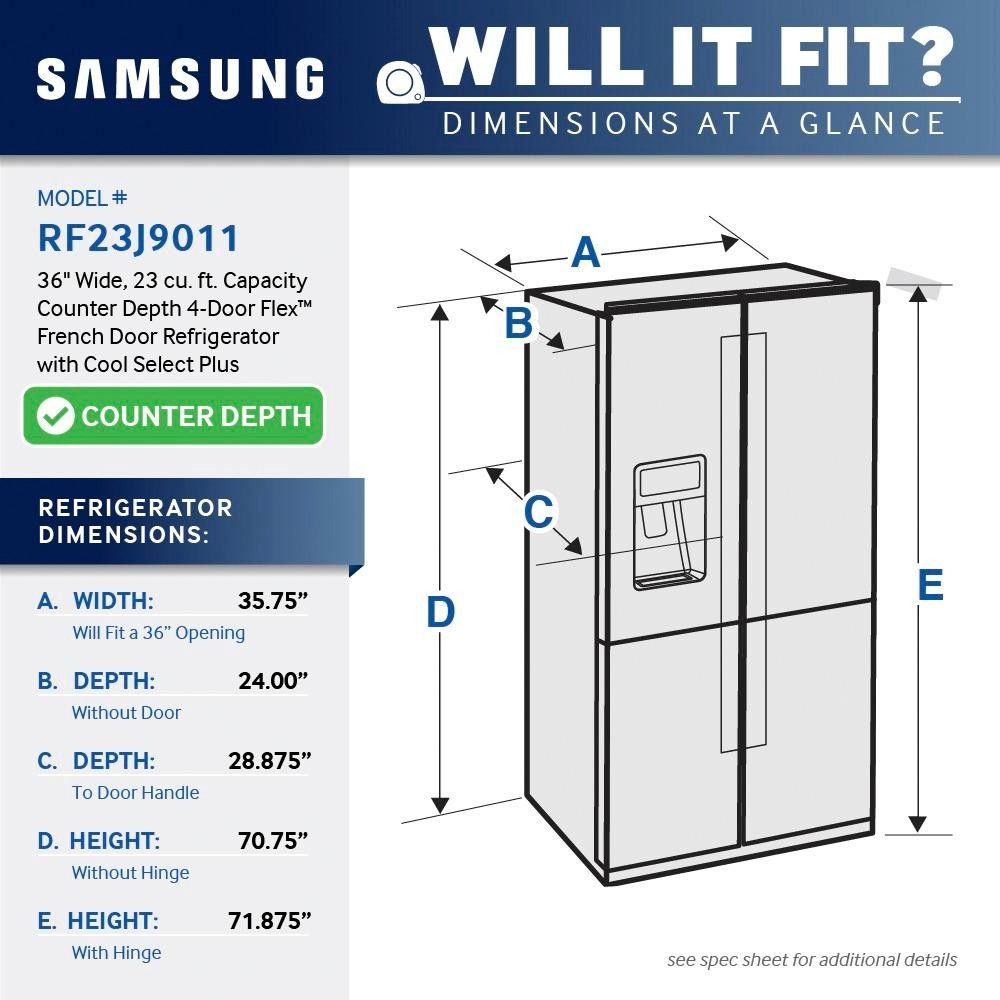 SAMSUNG
WILL IT FIT?
DIMENSIONS AT A GLANCE
MODEL #
RF23J9011
36" Wide, 23 cu. ft. Capacity
Counter Depth 4-Door Flex™
French Door Refrigerator
with Cool Select Plus
COUNTER DEPTH
REFRIGERATOR
DIMENSIONS:
A. WIDTH: 35.75”
Will Fit a 36” Opening
B. DEPTH: 24.00”
Without Door
C. DEPTH: 28.875”
To Door Handle
D. HEIGHT: 70.75”
Without Hinge
E. HEIGHT: 71.875”
With Hinge
A
B
C
D
E
see spec sheet for additional details